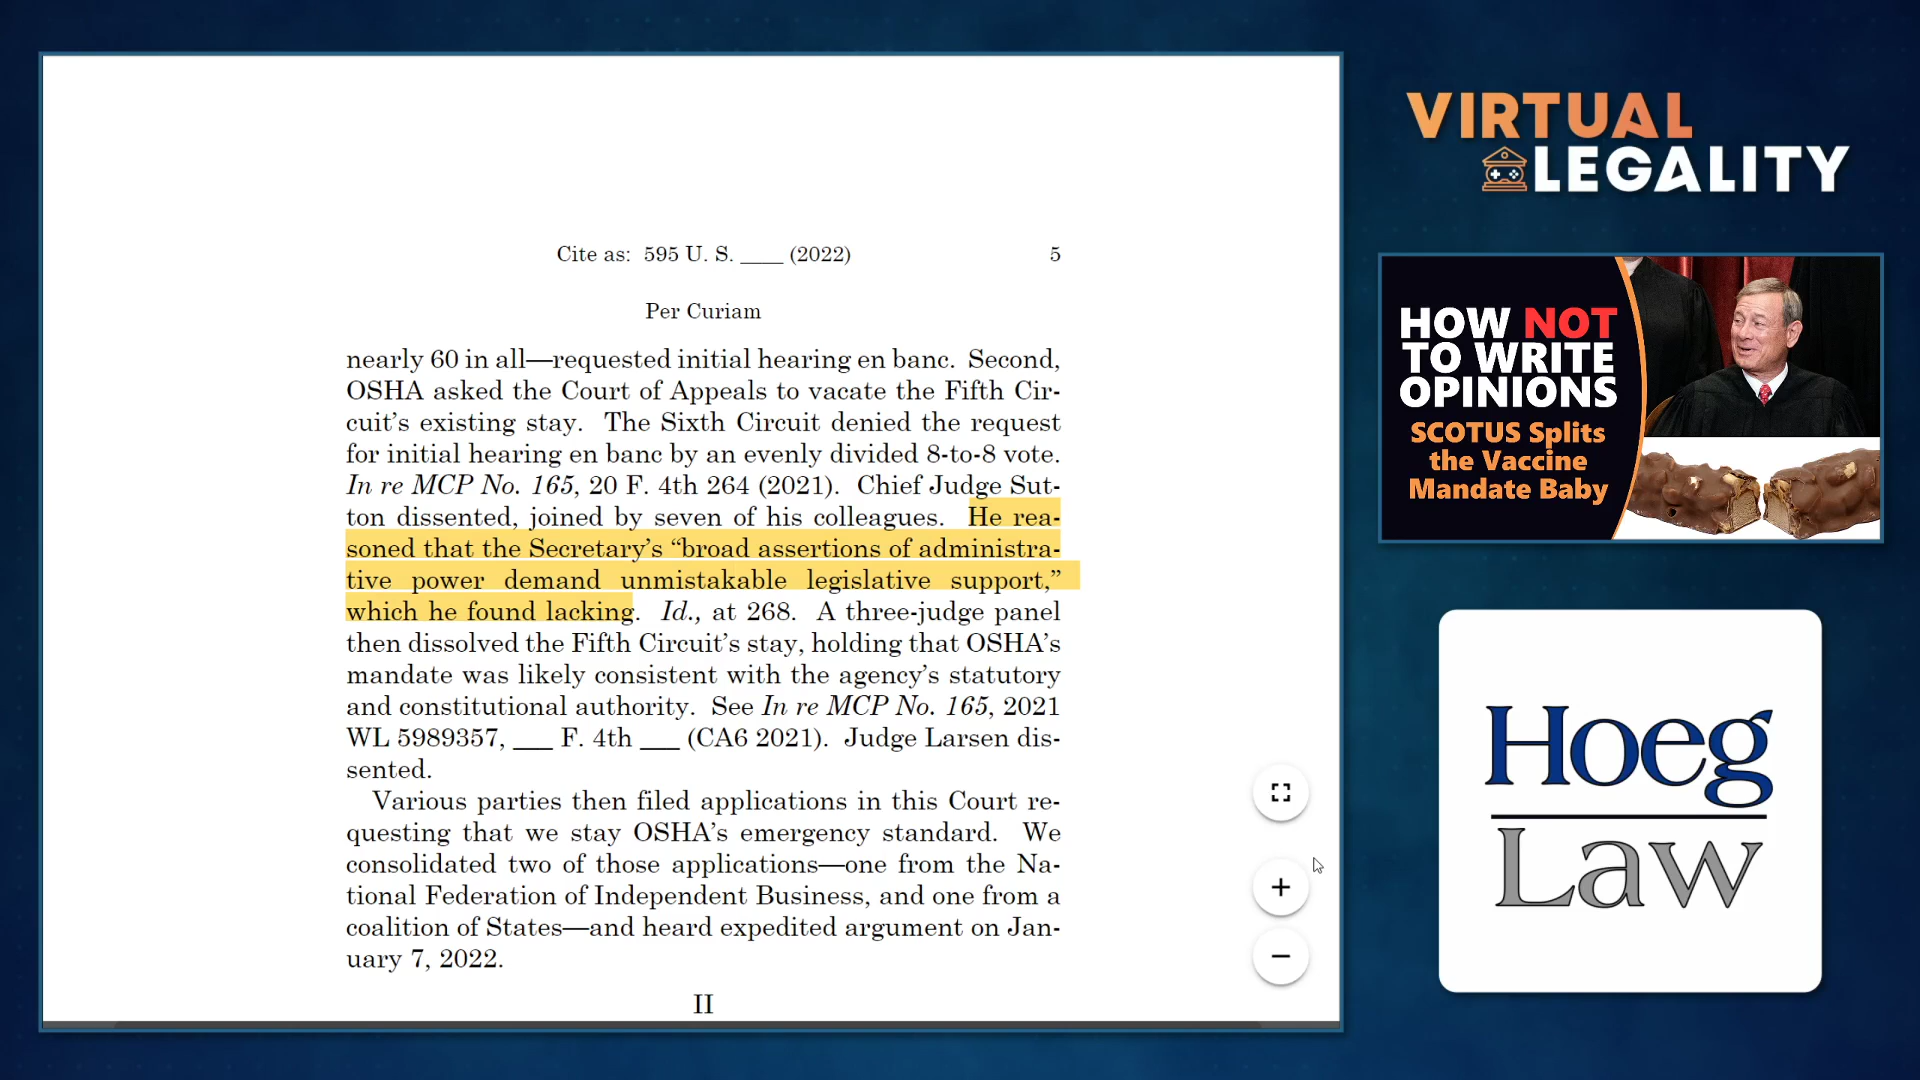 Cite as: 595 U. S. ____ (2022) 5
Per Curiam
nearly 60 in all—requested initial hearing en banc. Second,
OSHA asked the Court of Appeals to vacate the Fifth Cir-
cuit’s existing stay. The Sixth Circuit denied the request
for initial hearing en banc by an evenly divided 8-to-8 vote.
In re MCP No. 165, 20 F. 4th 264 (2021). Chief Judge Sut-
ton dissented, joined by seven of his colleagues. He rea-
soned that the Secretary’s “broad assertions of administra-
tive power demand unmistakable legislative support,”
which he found lacking. Id., at 268. A three-judge panel
then dissolved the Fifth Circuit’s stay, holding that OSHA’s
mandate was likely consistent with the agency’s statutory
and constitutional authority. See In re MCP No. 165, 2021
WL 5989357, ___ F. 4th ___ (CA6 2021). Judge Larsen dis-
sented.
Various parties then filed applications in this Court re-
questing that we stay OSHA’s emergency standard. We
consolidated two of those applications—one from the Na-
tional Federation of Independent Business, and one from a
coalition of States—and heard expedited argument on Jan-
uary 7, 2022.
II
VIRTUAL
LEGALITY
HOW NOT
TO WRITE
OPINIONS
SCOTUS Splits
the Vaccine
Mandate Baby
Hoeg
Law